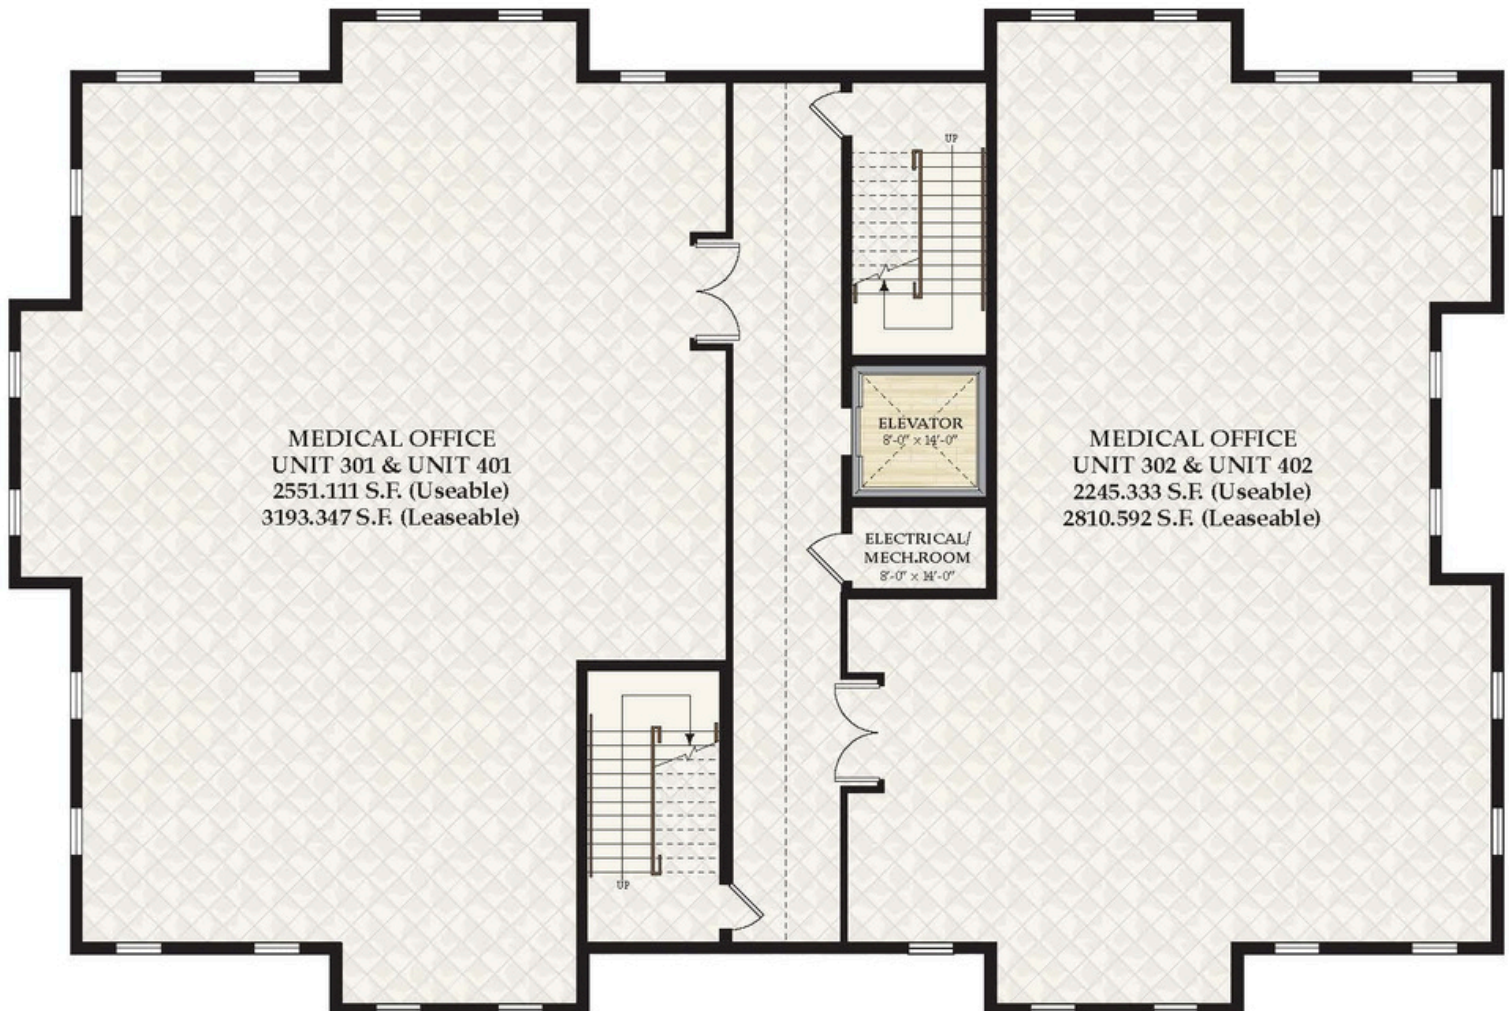 UP
MEDICAL OFFICE
UNIT 301 & UNIT 401
2551.111 S.F. (Useable)
3193.347 S.F. (Leaseable)
ELEVATOR
8'-0" x 14'-0"
MEDICAL OFFICE
UNIT 302 & UNIT 402
2245.333 S.F. (Useable)
2810.592 S.F. (Leaseable)
ELECTRICAL/
MECH.ROOM
8'-0" x 14'-0"
UP